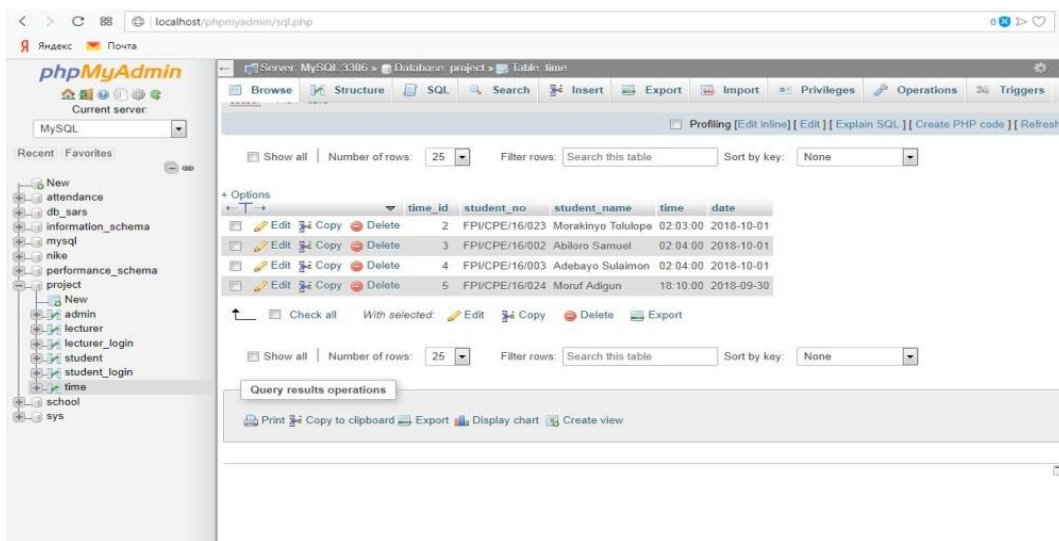 localhost/phpmyadmin/sql.php
0
Яндекс Почта
phpMyAdmin
Current server:
MySQL
Recent Favorites
New
attendance
db_sars
information_schema
mysql
nike
performance_schema
project
New
admin
lecturer
lecturer_login
student
student_login
time
school
sys
Server: MySQL:3306 » Database: project » Table: time
Browse Structure SQL Search Insert Export Import Privileges Operations Triggers
Profiling [Edit inline] [ Edit ] [ Explain SQL ] [ Create PHP code ] [ Refresh
Show all | Number of rows: 25 Filter rows: Search this table Sort by key: None
+ Options
←T→ time_id student_no student_name time date
Edit Copy Delete 2 FPI/CPE/16/023 Morakinyo Tolulope 02:03:00 2018-10-01
Edit Copy Delete 3 FPI/CPE/16/002 Abiloro Samuel 02:04:00 2018-10-01
Edit Copy Delete 4 FPI/CPE/16/003 Adebayo Sulaimon 02:04:00 2018-10-01
Edit Copy Delete 5 FPI/CPE/16/024 Moruf Adigun 18:10:00 2018-09-30
Check all With selected: Edit Copy Delete Export
Show all | Number of rows: 25 Filter rows: Search this table Sort by key: None
Query results operations
Print Copy to clipboard Export Display chart Create view